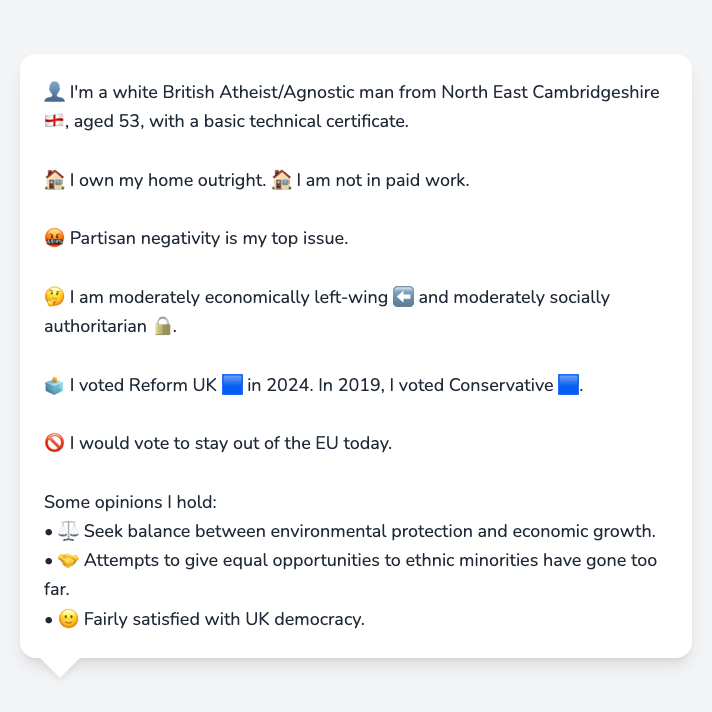 👤 I'm a white British Atheist/Agnostic man from North East Cambridgeshire
🏴󠁧󠁢󠁥󠁮󠁧󠁿, aged 53, with a basic technical certificate.
🏠 I own my home outright. 🏠 I am not in paid work.
🤬 Partisan negativity is my top issue.
🤔 I am moderately economically left-wing ⬅️ and moderately socially
authoritarian 🔒.
🗳️ I voted Reform UK 🟦 in 2024. In 2019, I voted Conservative 🟦.
🚫 I would vote to stay out of the EU today.
Some opinions I hold:
• ⚖️ Seek balance between environmental protection and economic growth.
• 🤝 Attempts to give equal opportunities to ethnic minorities have gone too
far.
• 🙂 Fairly satisfied with UK democracy.